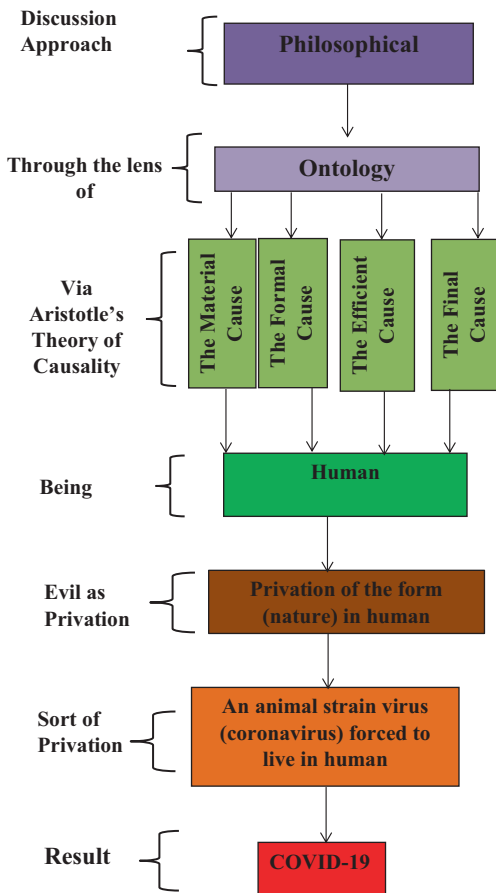 Discussion
Approach
Philosophical
Through the lens
of
Ontology
Via
Aristotle’s
Theory of
Causality
The Material
Cause
The Formal
Cause
The Efficient
Cause
The Final
Cause
Being
Human
Evil as
Privation
Privation of the form
(nature) in human
Sort of
Privation
An animal strain virus
(coronavirus) forced to
live in human
Result
COVID-19